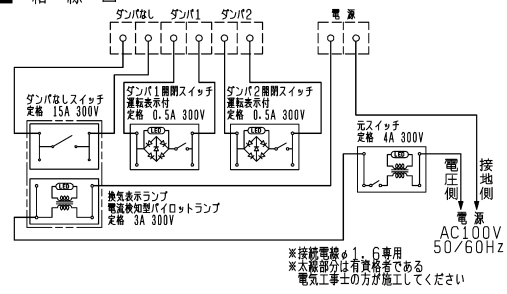 ダンパなし ダンパ1 ダンパ2 電 源
ダンパなしスイッチ
定格 15A 300V
ダンパ1開閉スイッチ
運転表示付
定格 0.5A 300V
ダンパ2開閉スイッチ
運転表示付
定格 0.5A 300V
元スイッチ
定格 4A 300V
LED
LED
LED
LED
換気表示ランプ
電流検知型パイロットランプ
定格 3A 300V
電圧側
接地側
電 源
AC100V
50/60Hz
※接続電線φ1.6専用
※太線部分は有資格者である
電気工事士の方が施工してください